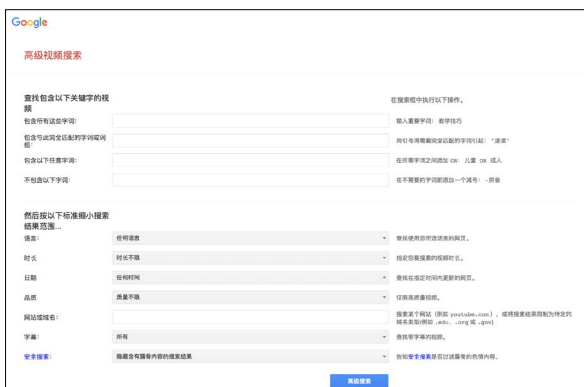 Google
高级视频搜索
查找包含以下关键字的视
频
在搜索框中执行以下操作。
包含所有这些字词:
输入重要字词: 教学技巧
包含与此完全匹配的字词或词
组:
用引号将需要完全匹配的字词引起: "速读"
包含以下任意字词:
在所需字词之间添加 OR: 儿童 OR 成人
不包含以下字词:
在不需要的字词前添加一个减号: -拼音
然后按以下标准缩小搜索
结果范围...
语言: 任何语言 查找使用您所选语言的网页。
时长 时长不限 指定您要搜索的视频时长。
日期 任何时间 查找在指定时间内更新的网页。
品质 质量不限 仅限高质量视频。
网站或域名:
搜索某个网站 (例如 youtube.com) , 或将搜索结果限制为特定的
域名类型(例如 .edu、.org 或 .gov)
字幕: 所有 查找带字幕的视频。
安全搜索: 隐藏含有露骨内容的搜索结果 告知安全搜索是否过滤露骨的色情内容。
高级搜索